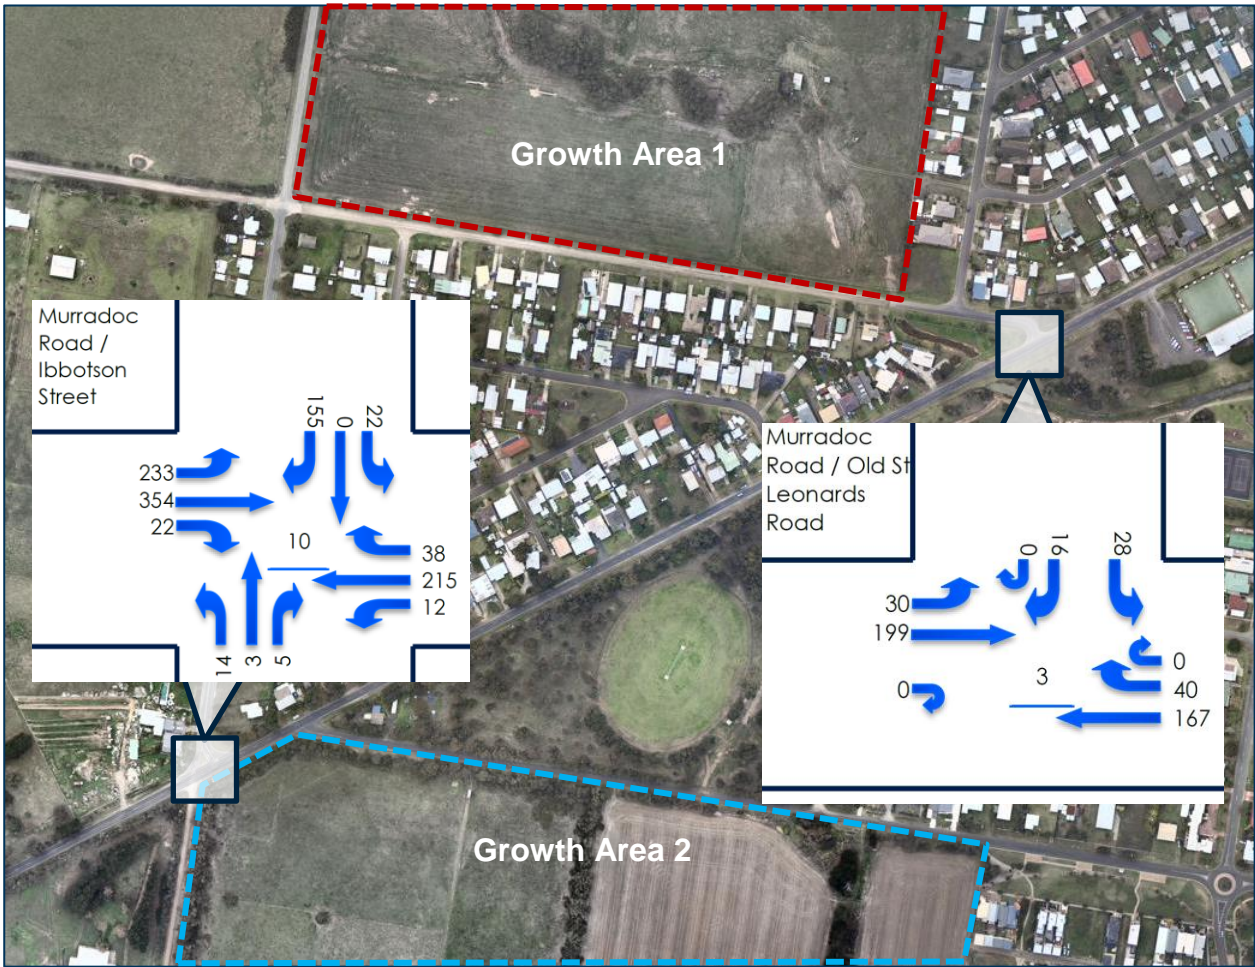 Growth Area 1
Murradoc
Road /
Ibbotson
Street
155
0
22
233
354
22
10
38
215
12
14
3
5
Murradoc
Road / Old St
Leonards
Road
0
16
28
30
199
0
3
0
40
167
Growth Area 2